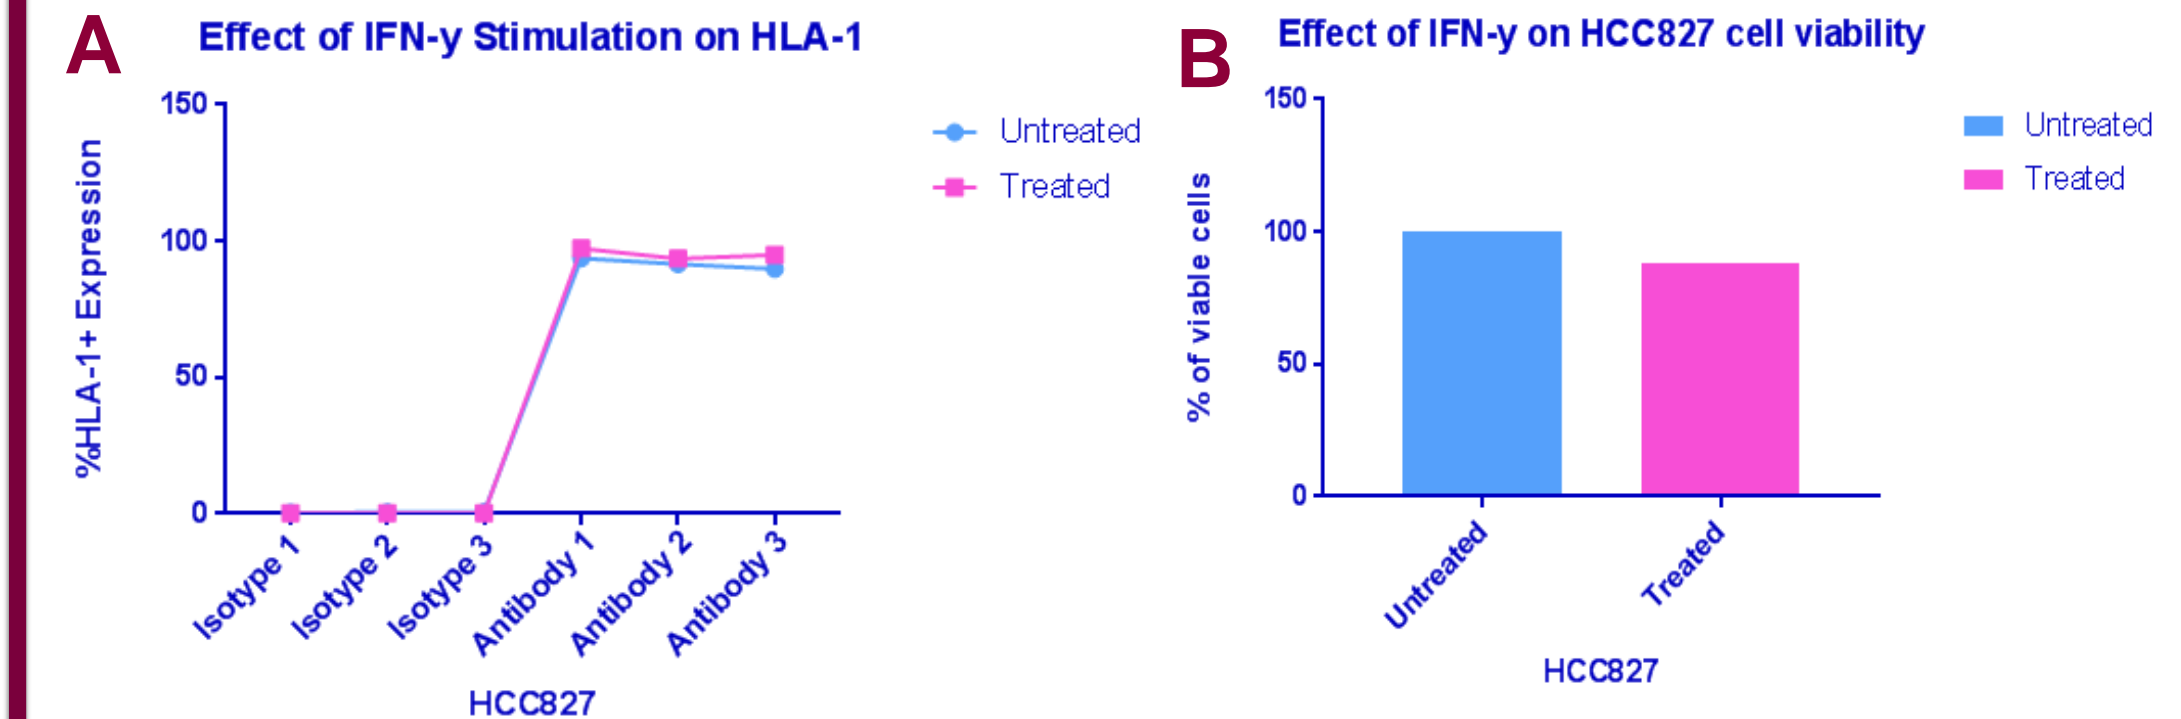 A
Effect of IFN-y Stimulation on HLA-1
150
100
50
0
%HLA-1+ Expression
Isotype 1
Isotype 2
Isotype 3
Antibody 1
Antibody 2
Antibody 3
HCC827
Untreated
Treated
B
Effect of IFN-y on HCC827 cell viability
150
100
50
0
% of viable cells
Untreated
Treated
HCC827
Untreated
Treated